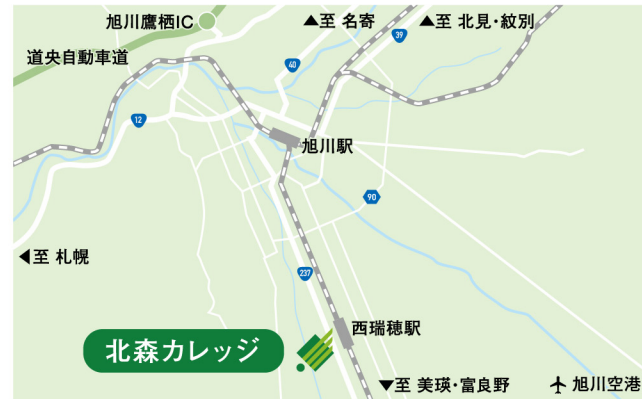 旭川鷹栖IC
▲至 名寄
▲至 北見・紋別
39
道央自動車道
40
12
旭川駅
90
◀至 札幌
237
西瑞穂駅
北森カレッジ
▼至 美瑛・富良野
旭川空港